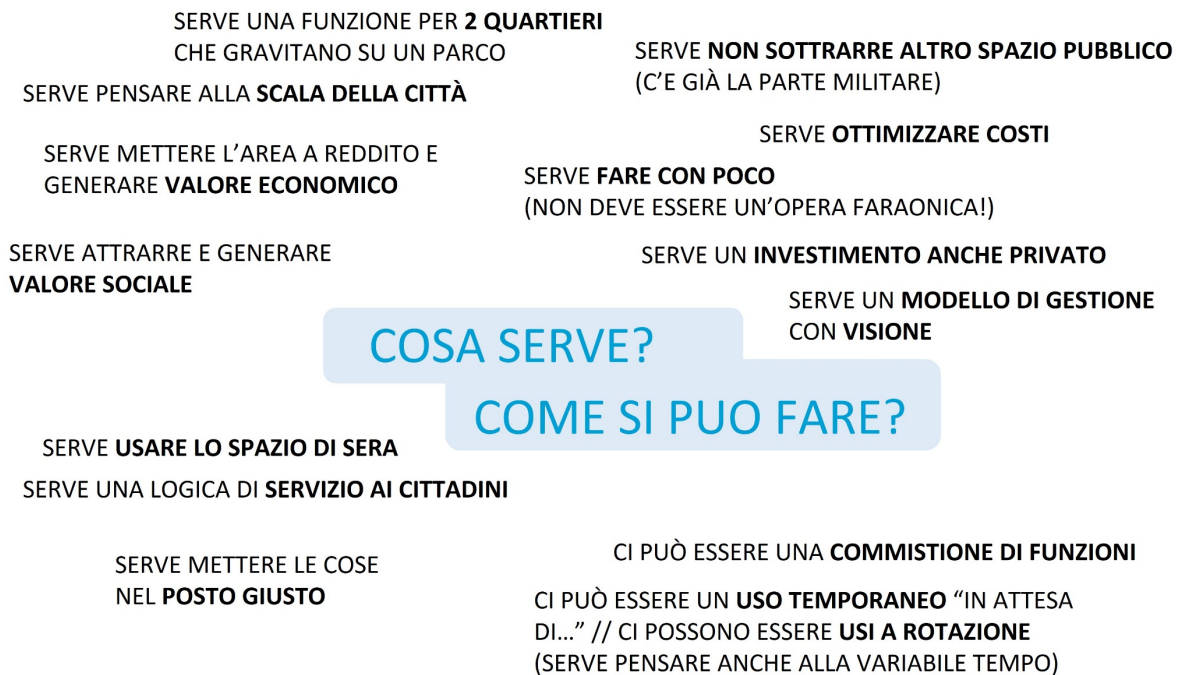 SERVE UNA FUNZIONE PER 2 QUARTIERI
CHE GRAVITANO SU UN PARCO
SERVE NON SOTTRARRE ALTRO SPAZIO PUBBLICO
(C'E GIÀ LA PARTE MILITARE)
SERVE PENSARE ALLA SCALA DELLA CITTÀ
SERVE OTTIMIZZARE COSTI
SERVE METTERE L'AREA A REDDITO E
GENERARE VALORE ECONOMICO
SERVE FARE CON POCO
(NON DEVE ESSERE UN'OPERA FARAONICA!)
SERVE ATTRARRE E GENERARE
VALORE SOCIALE
SERVE UN INVESTIMENTO ANCHE PRIVATO
SERVE UN MODELLO DI GESTIONE
CON VISIONE
COSA SERVE?
COME SI PUO FARE?
SERVE USARE LO SPAZIO DI SERA
SERVE UNA LOGICA DI SERVIZIO AI CITTADINI
SERVE METTERE LE COSE
NEL POSTO GIUSTO
CI PUÒ ESSERE UNA COMMISTIONE DI FUNZIONI
CI PUÒ ESSERE UN USO TEMPORANEO “IN ATTESA
DI…” // CI POSSONO ESSERE USI A ROTAZIONE
(SERVE PENSARE ANCHE ALLA VARIABILE TEMPO)